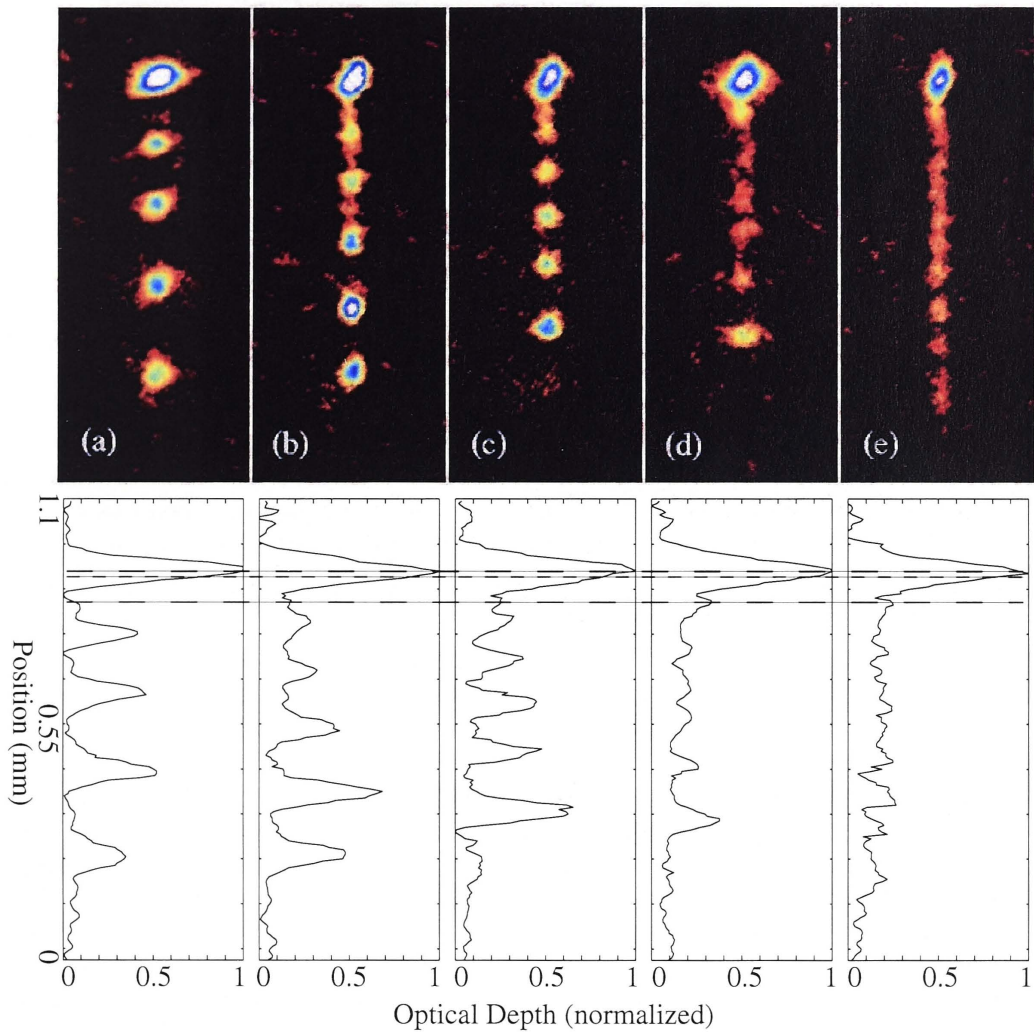 (a) (b) (c) (d) (e)
1.1
0.55
0
Position (mm)
0 0.5 1 0 0.5 1 0 0.5 1 0 0.5 1 0 0.5 1
Optical Depth (normalized)